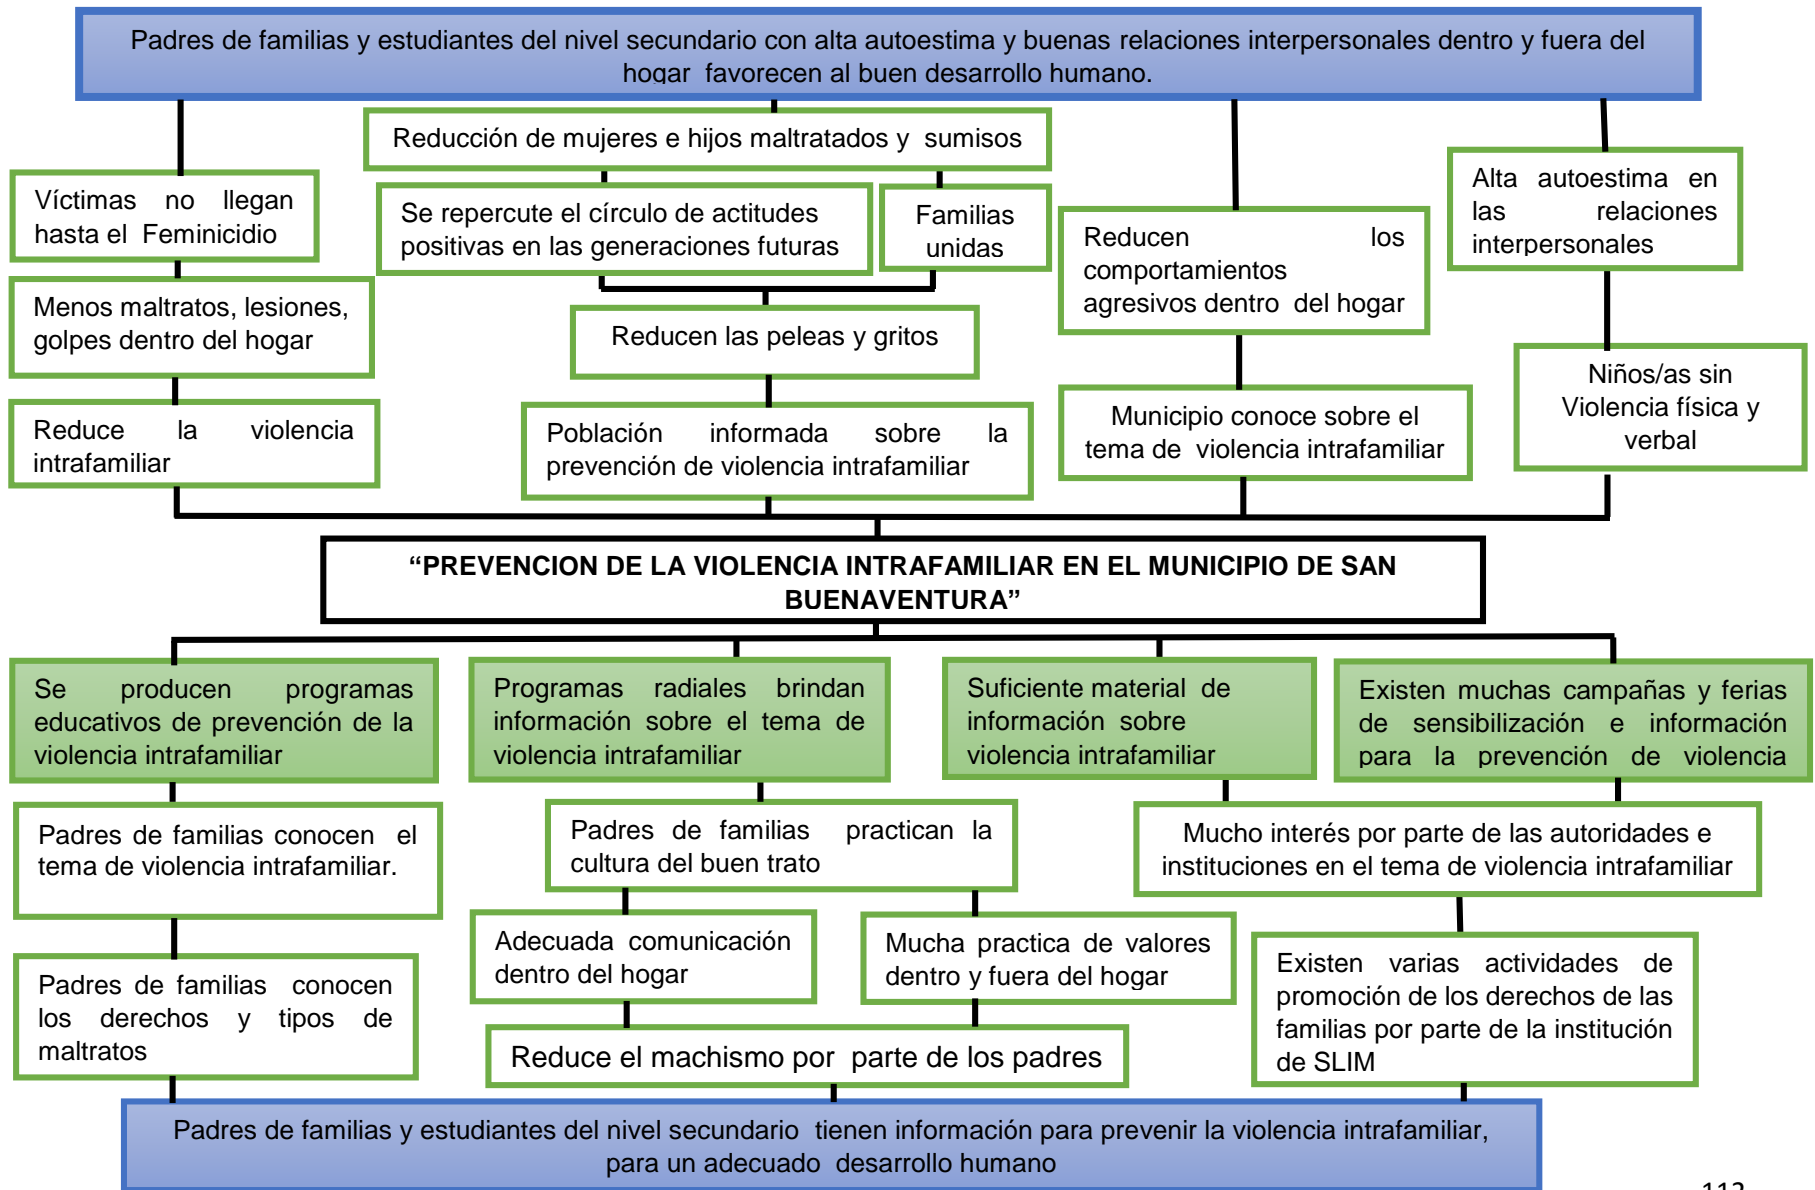 Padres de familias y estudiantes del nivel secundario con alta autoestima y buenas relaciones interpersonales dentro y fuera del
hogar favorecen al buen desarrollo humano.
Víctimas no llegan
hasta el Feminicidio
Menos maltratos, lesiones,
golpes dentro del hogar
Reduce la violencia
intrafamiliar
Reducción de mujeres e hijos maltratados y sumisos
Se repercute el círculo de actitudes
positivas en las generaciones futuras
Familias
unidas
Reducen las peleas y gritos
Población informada sobre la
prevención de violencia intrafamiliar
Reducen los
comportamientos
agresivos dentro del hogar
Municipio conoce sobre el
tema de violencia intrafamiliar
Alta autoestima en
las relaciones
interpersonales
Niños/as sin
Violencia física y
verbal
“PREVENCION DE LA VIOLENCIA INTRAFAMILIAR EN EL MUNICIPIO DE SAN
BUENAVENTURA”
Se producen programas
educativos de prevención de la
violencia intrafamiliar
Programas radiales brindan
información sobre el tema de
violencia intrafamiliar
Suficiente material de
información sobre
violencia intrafamiliar
Existen muchas campañas y ferias
de sensibilización e información
para la prevención de violencia
Padres de familias conocen el
tema de violencia intrafamiliar.
Padres de familias conocen
los derechos y tipos de
maltratos
Padres de familias practican la
cultura del buen trato
Adecuada comunicación
dentro del hogar
Mucha practica de valores
dentro y fuera del hogar
Reduce el machismo por parte de los padres
Mucho interés por parte de las autoridades e
instituciones en el tema de violencia intrafamiliar
Existen varias actividades de
promoción de los derechos de las
familias por parte de la institución
de SLIM
Padres de familias y estudiantes del nivel secundario tienen información para prevenir la violencia intrafamiliar,
para un adecuado desarrollo humano